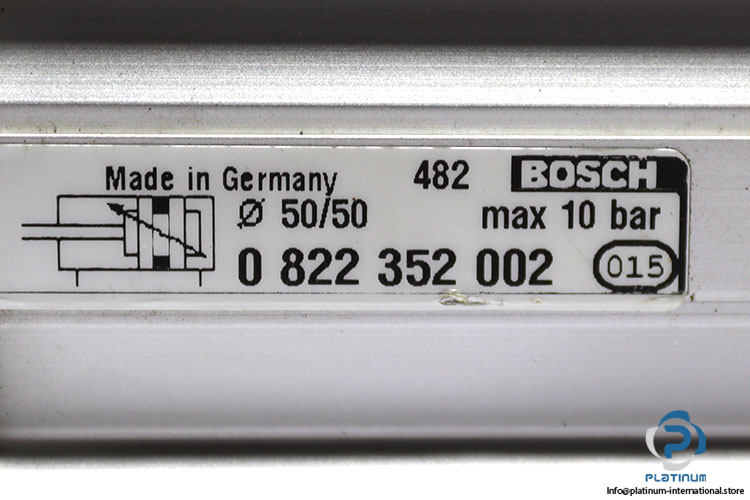 Made in Germany 482 BOSCH
Ø 50/50 max 10 bar
0 822 352 002 015
PLATINUM
Info@platinum-international.store